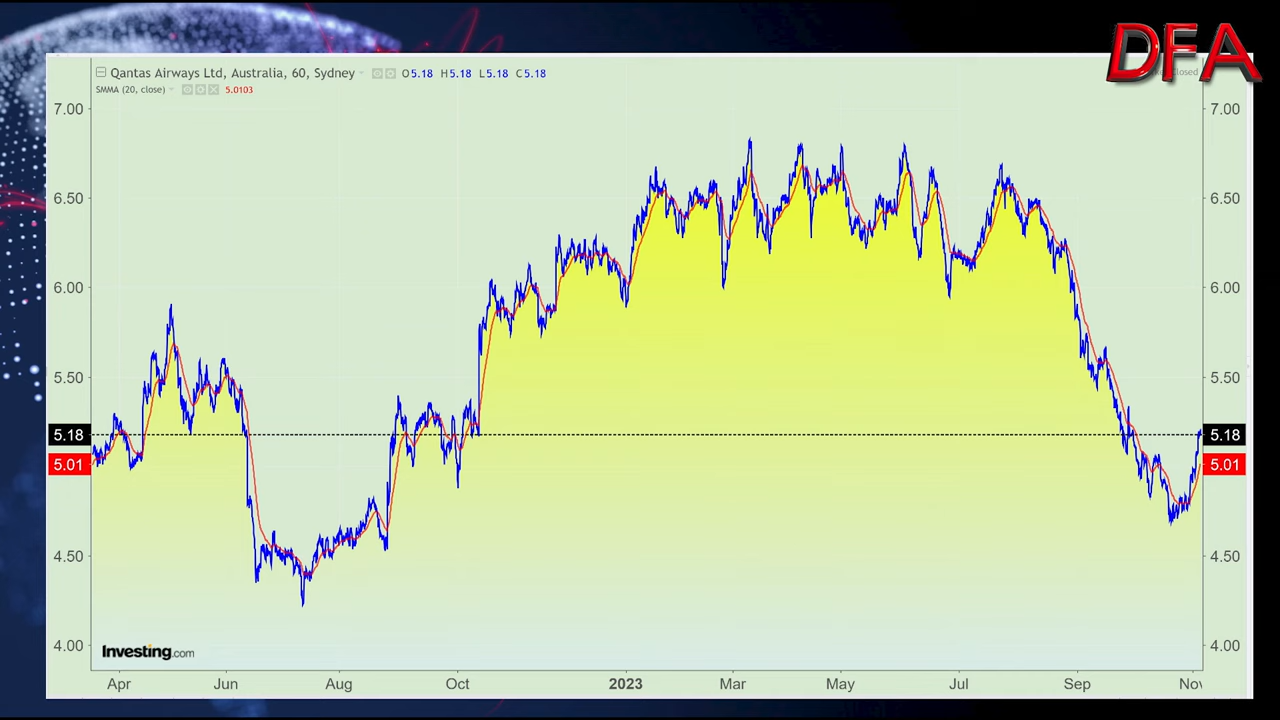 DFA
Qantas Airways Ltd, Australia, 60, Sydney O5.18 H5.18 L5.18 C5.18
Closed
SMMA (20, close) 5.0103
7.00 7.00
6.50 6.50
6.00 6.00
5.50 5.50
5.18 5.18
5.01 5.01
4.50 4.50
4.00 4.00
Investing.com
Apr Jun Aug Oct 2023 Mar May Jul Sep Nov